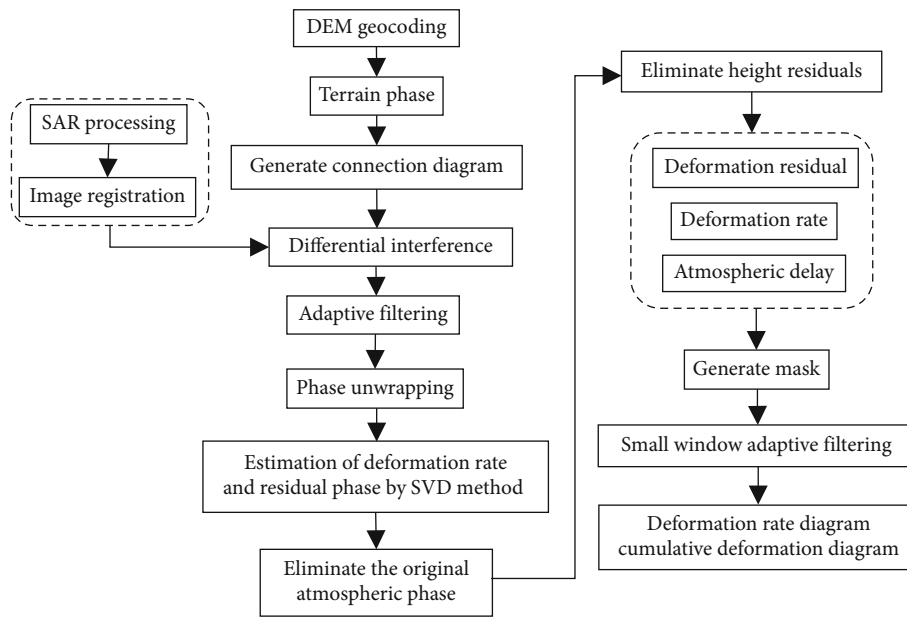 DEM geocoding
Terrain phase
SAR processing
Image registration
Generate connection diagram
Differential interference
Adaptive filtering
Phase unwrapping
Estimation of deformation rate
and residual phase by SVD method
Eliminate the original
atmospheric phase
Eliminate height residuals
Deformation residual
Deformation rate
Atmospheric delay
Generate mask
Small window adaptive filtering
Deformation rate diagram
cumulative deformation diagram